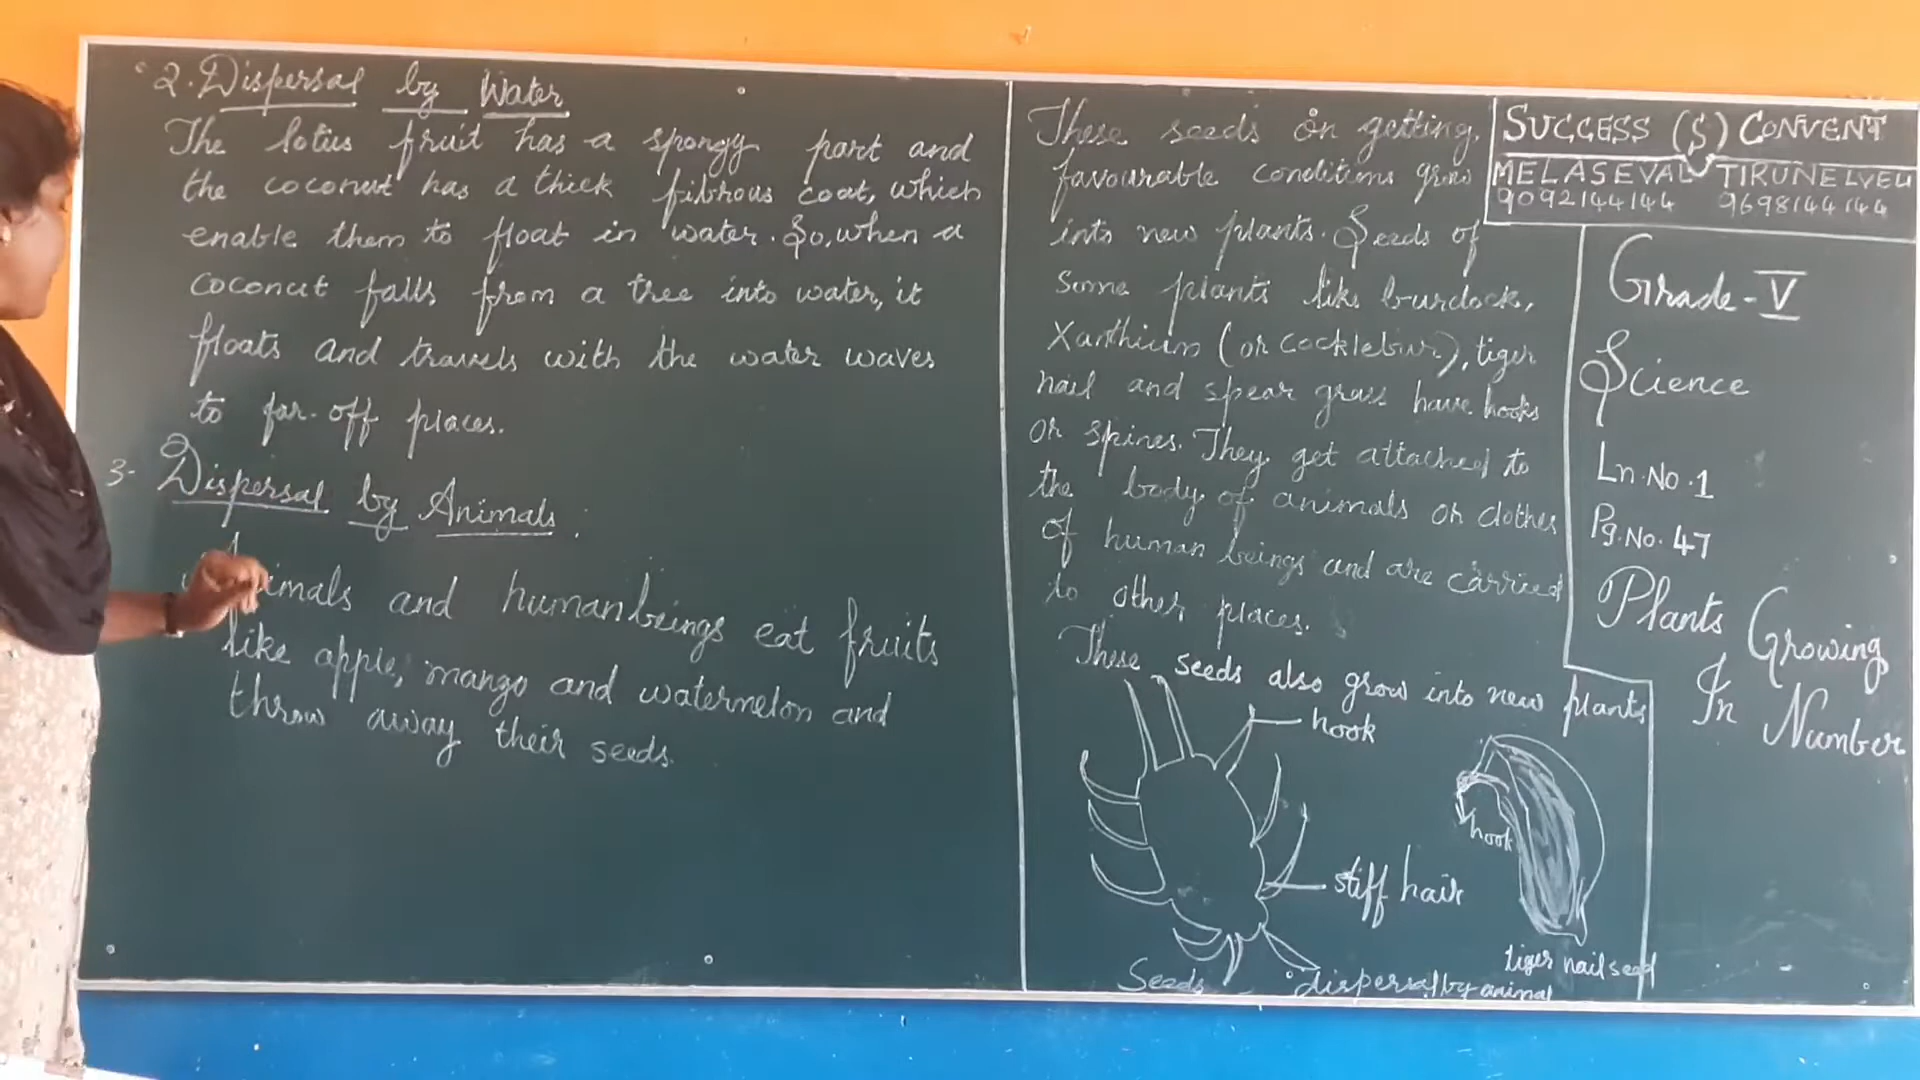 2. Dispersal by Water
The lotus fruit has a spongy part and
the coconut has a thick fibrous coat, which
enable them to float in water. So, when a
coconut falls from a tree into water, it
floats and travels with the water waves
to far-off places.
3. Dispersal by Animals :
imals and humanbeings eat fruits
like apple, mango and watermelon and
throw away their seeds.
These seeds on getting
favourable conditions grow
into new plants. Seeds of
some plants like burdock,
Xanthium (or cocklebur), tiger
nail and spear grass have hooks
or spines. They get attached to
the body of animals or clothes
of human beings and are carried
to other places.
These seeds also grow into new plants
hook
stiff hair
hook
tiger nail seed
Seeds dispersal by animal
SUCCESS (S) CONVENT
MELASEVAL TIRUNELVELI
9092144144 9698144144
Grade - V
Science
Ln. No. 1
Pg. No. 47
Plants Growing
In Number